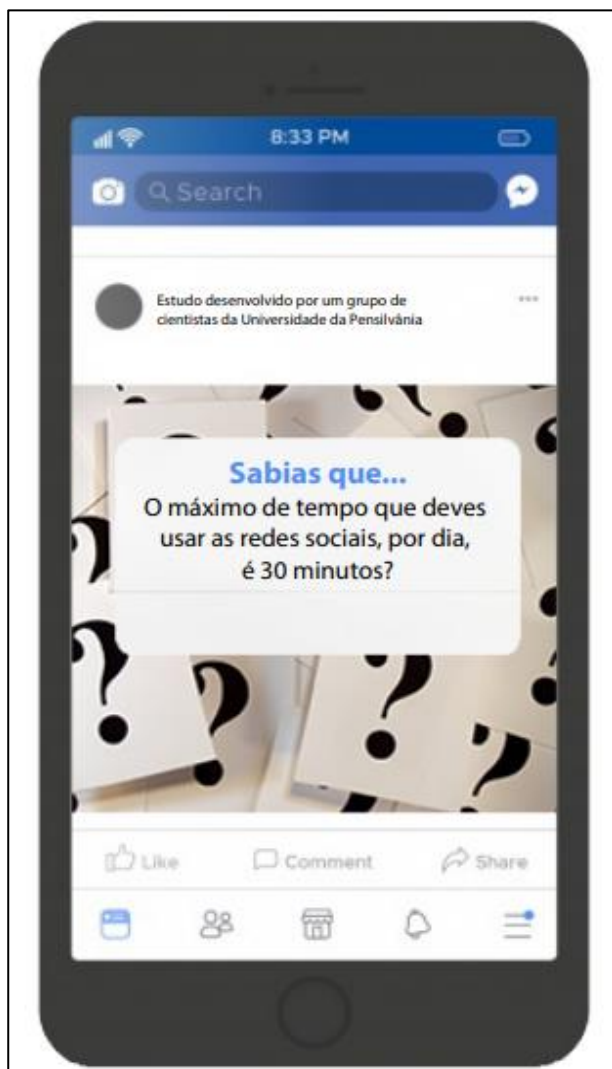 8:33 PM
Search
Estudo desenvolvido por um grupo de
cientistas da Universidade da Pensilvânia
Sabias que...
O máximo de tempo que deves
usar as redes sociais, por dia,
é 30 minutos?
Like Comment Share